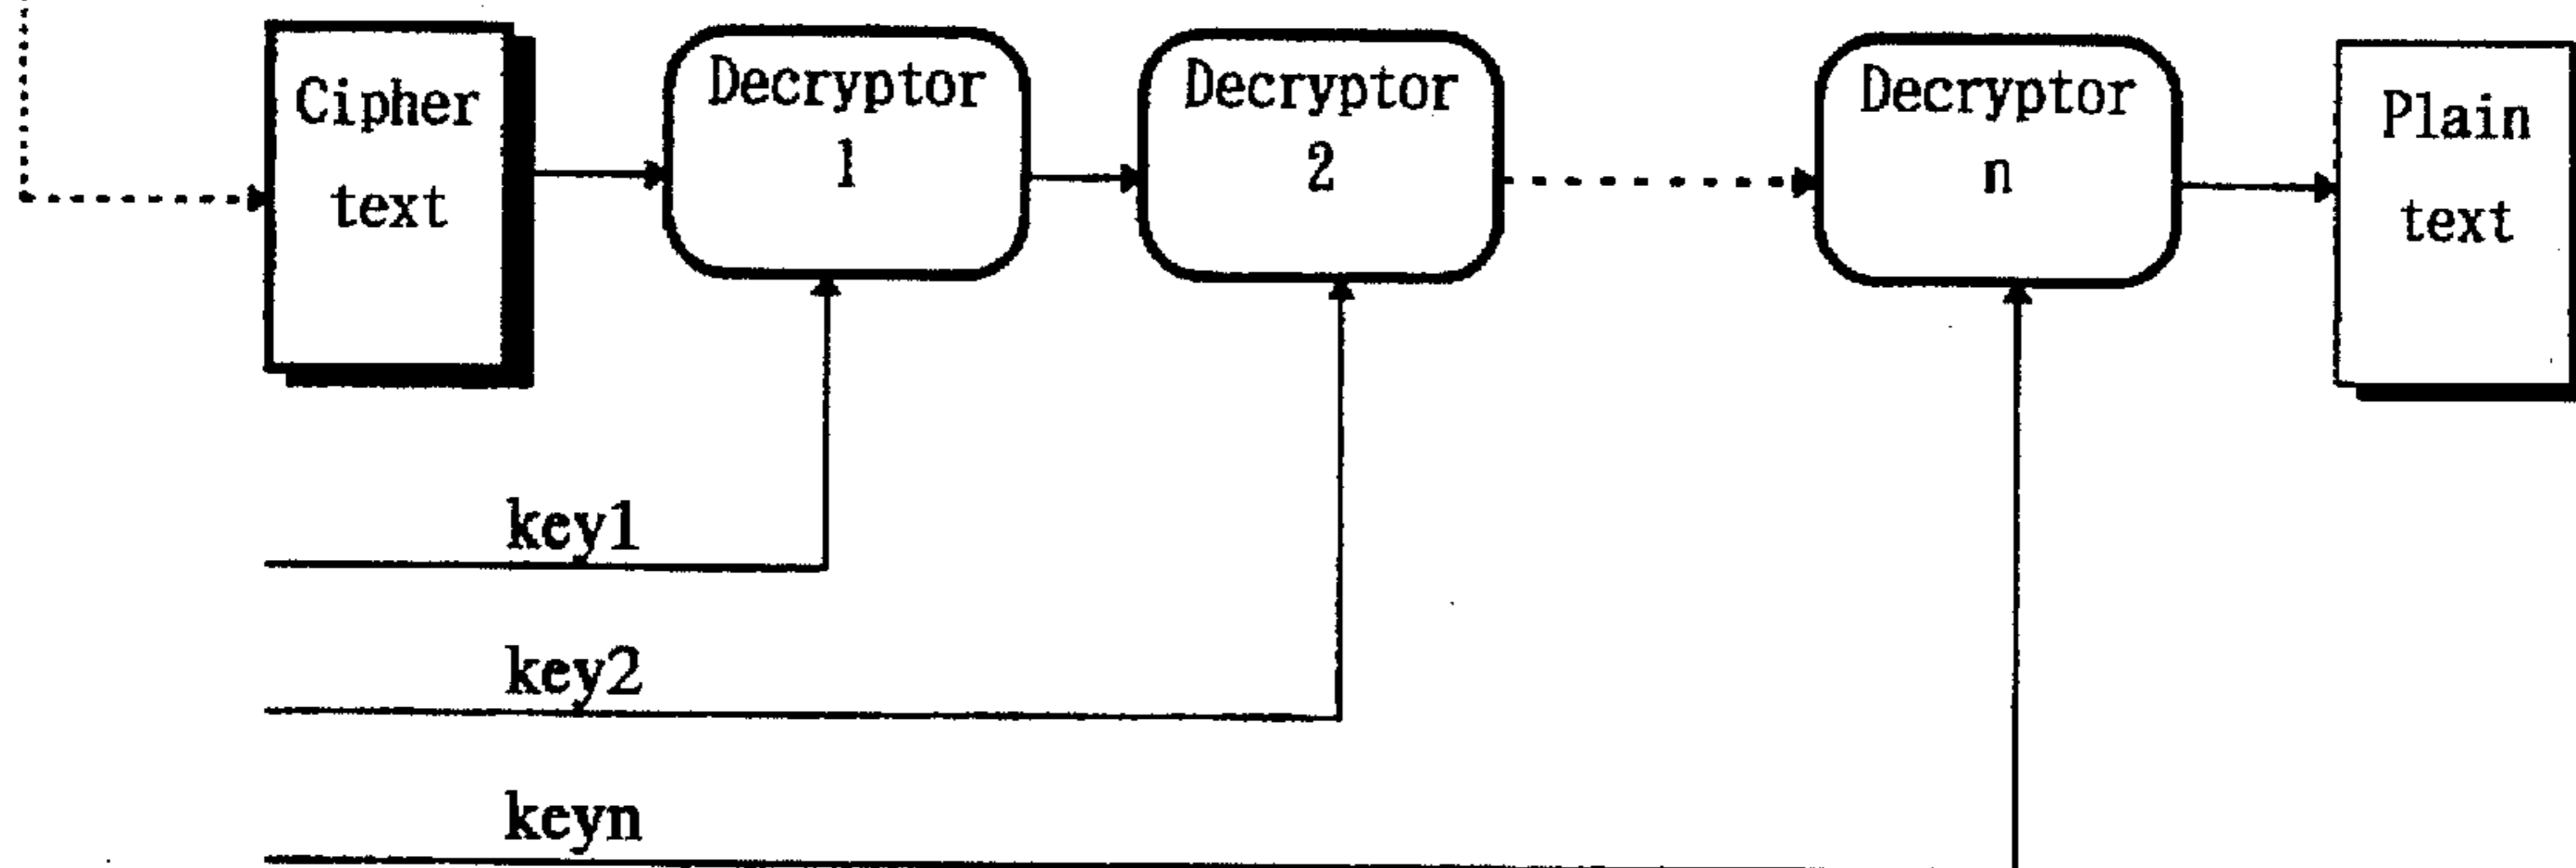 Cipher
text
Decryptor
1
Decryptor
2
Decryptor
n
Plain
text
key1
key2
keyn